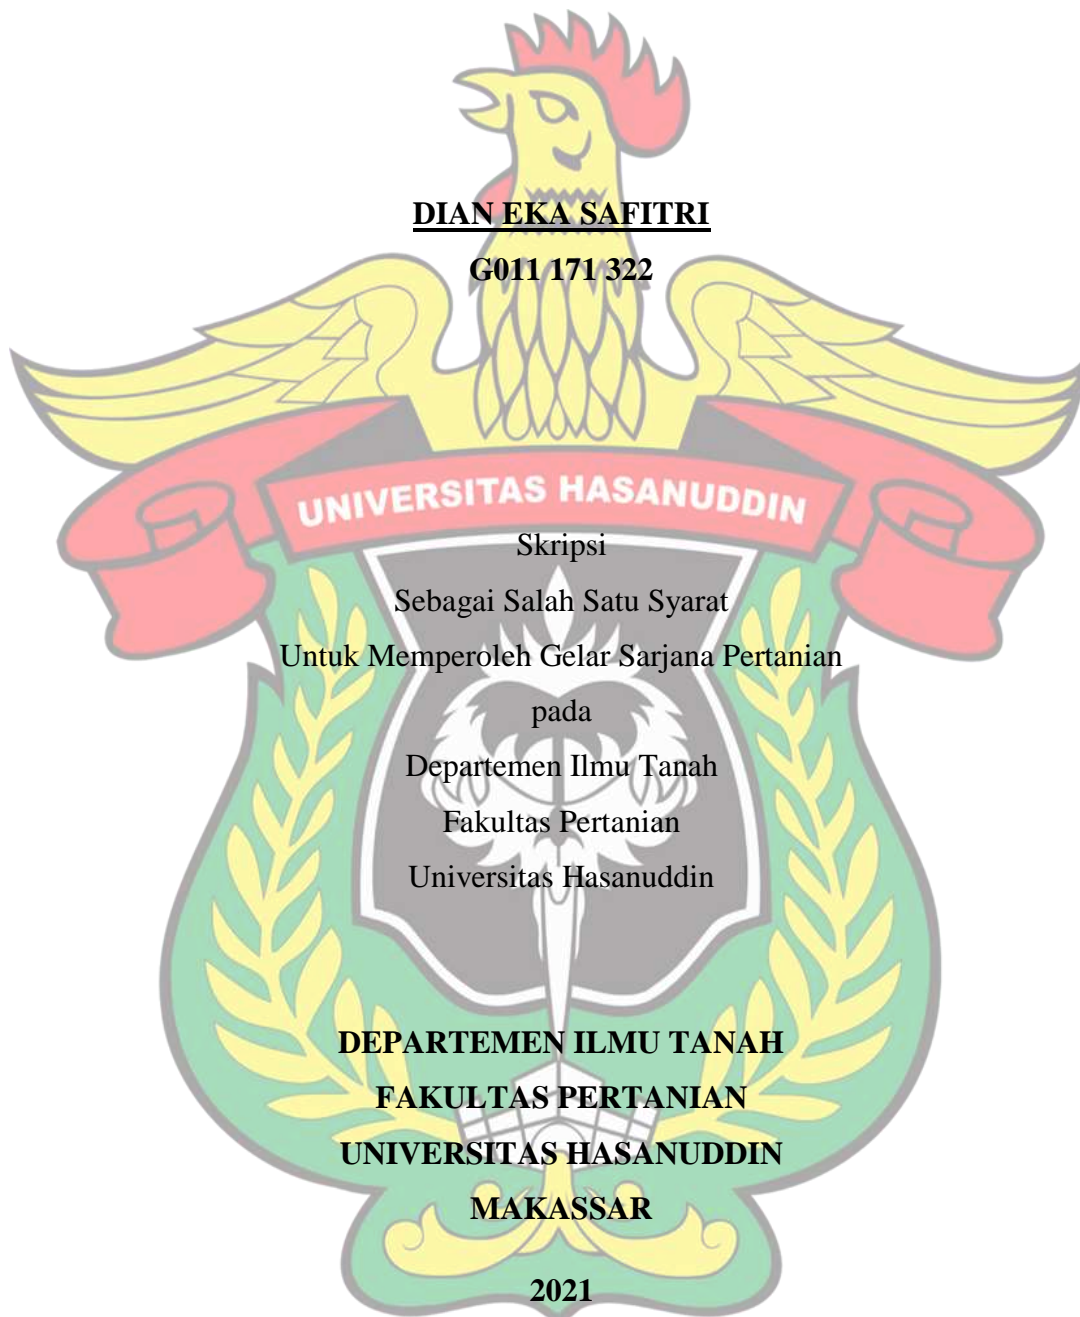 DIAN EKA SAFITRI
G011 171 322
UNIVERSITAS HASANUDDIN
Skripsi
Sebagai Salah Satu Syarat
Untuk Memperoleh Gelar Sarjana Pertanian
pada
Departemen Ilmu Tanah
Fakultas Pertanian
Universitas Hasanuddin
DEPARTEMEN ILMU TANAH
FAKULTAS PERTANIAN
UNIVERSITAS HASANUDDIN
MAKASSAR
2021